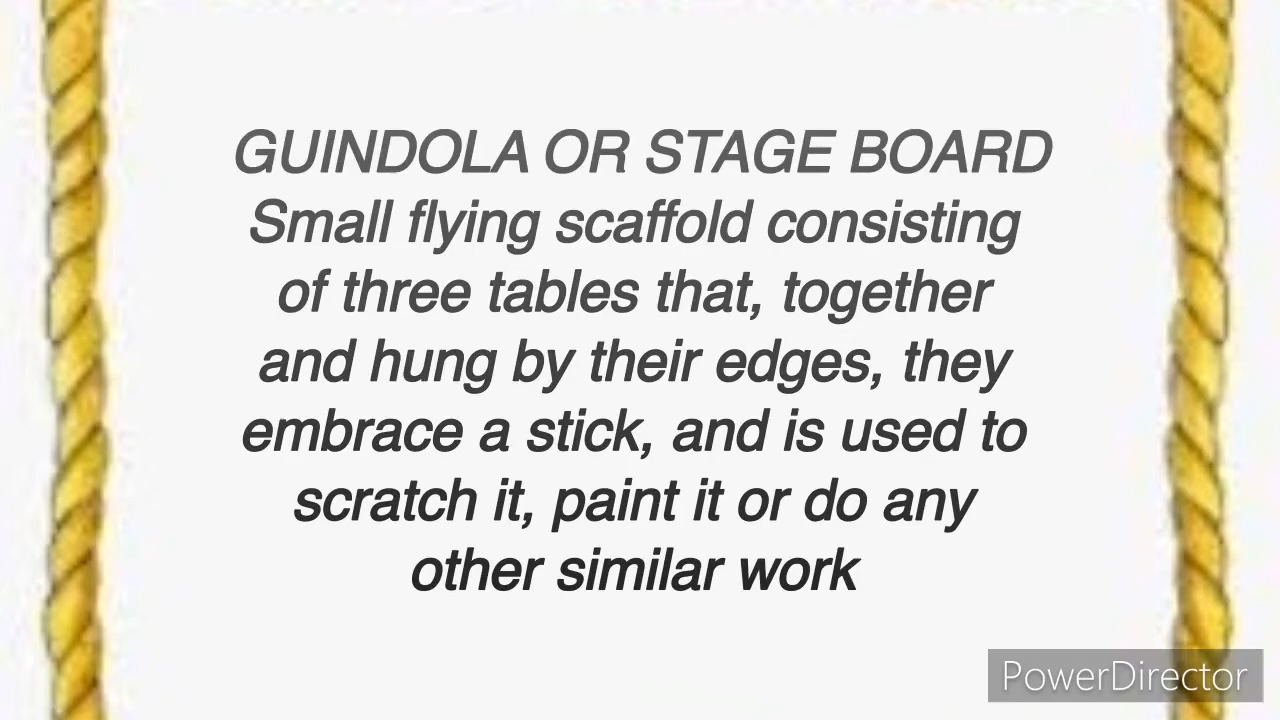 GUINDOLA OR STAGE BOARD
Small flying scaffold consisting
of three tables that, together
and hung by their edges, they
embrace a stick, and is used to
scratch it, paint it or do any
other similar work
PowerDirector